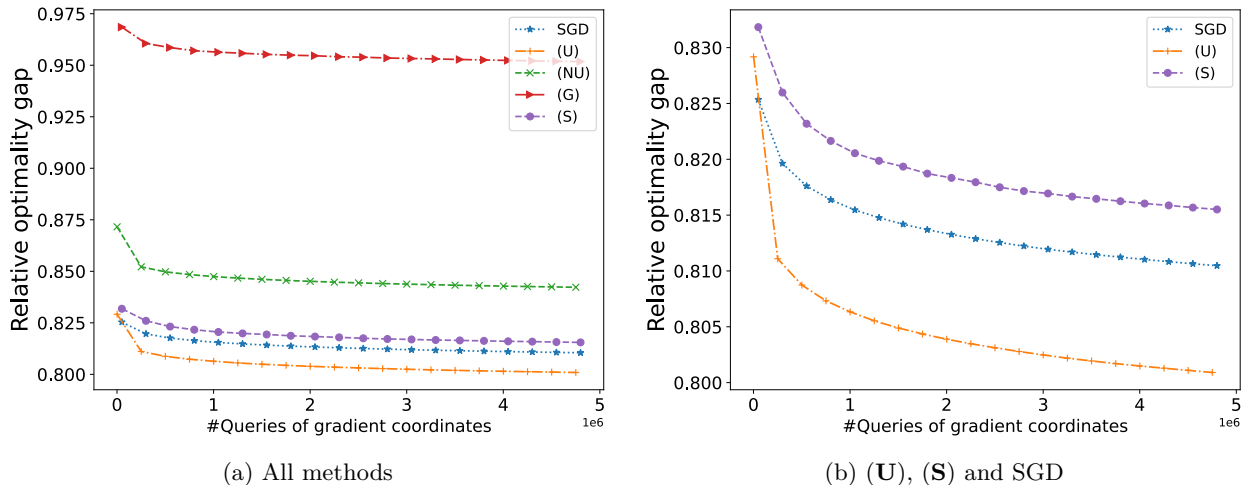 0.975
0.950
0.925
0.900
0.875
0.850
0.825
0.800
Relative optimality gap
SGD
(U)
(NU)
(G)
(S)
0 1 2 3 4 5
1e6
#Queries of gradient coordinates
(a) All methods
0.830
0.825
0.820
0.815
0.810
0.805
0.800
Relative optimality gap
SGD
(U)
(S)
0 1 2 3 4 5
1e6
#Queries of gradient coordinates
(b) (U), (S) and SGD